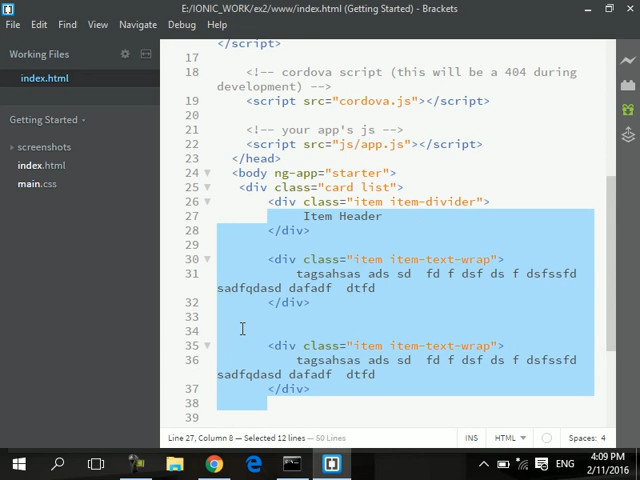 E:/IONIC_WORK/ex2/www/index.html (Getting Started) - Brackets
File Edit Find View Navigate Debug Help
Working Files
index.html
Getting Started
screenshots
index.html
main.css
</script>
17
18 <!-- cordova script (this will be a 404 during
development) -->
19 <script src="cordova.js"></script>
20
21 <!-- your app's js -->
22 <script src="js/app.js"></script>
23 </head>
24 <body ng-app="starter">
25 <div class="card list">
26 <div class="item item-divider">
27 Item Header
28 </div>
29
30 <div class="item item-text-wrap">
31 tagsahsas ads sd fd f dsf ds f dsfssfd
sadfqdasd dafadf dtfd
32 </div>
33
34
35 <div class="item item-text-wrap">
36 tagsahsas ads sd fd f dsf ds f dsfssfd
sadfqdasd dafadf dtfd
37 </div>
38
39
Line 27, Column 8 — Selected 12 lines — 50 Lines
INS HTML Spaces: 4
ENG
4:09 PM
2/11/2016